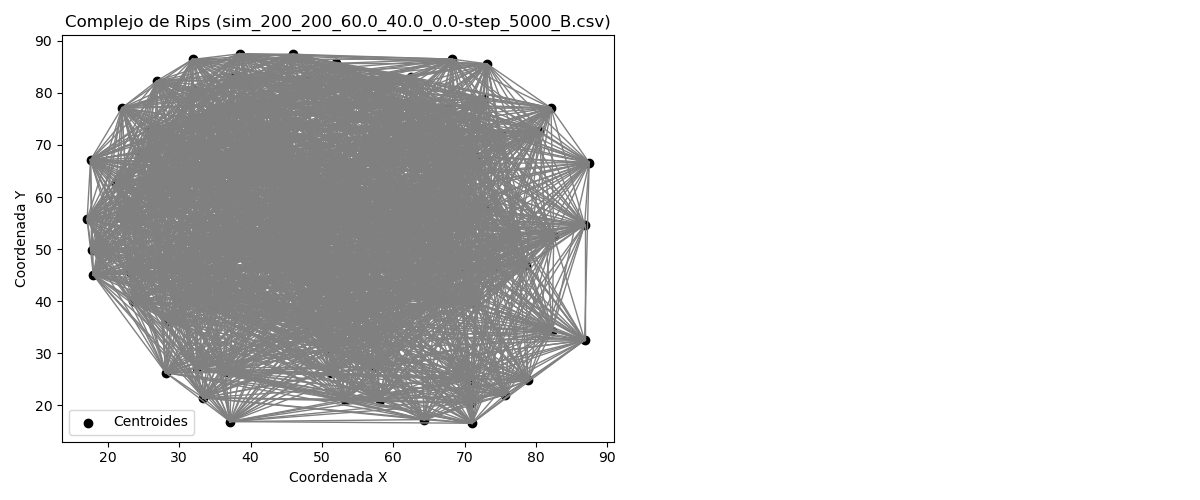 Complejo de Rips (sim_200_200_60.0_40.0_0.0-step_5000_B.csv)
90
80
70
60
50
40
30
20
Coordenada Y
Centroides
20 30 40 50 60 70 80 90
Coordenada X